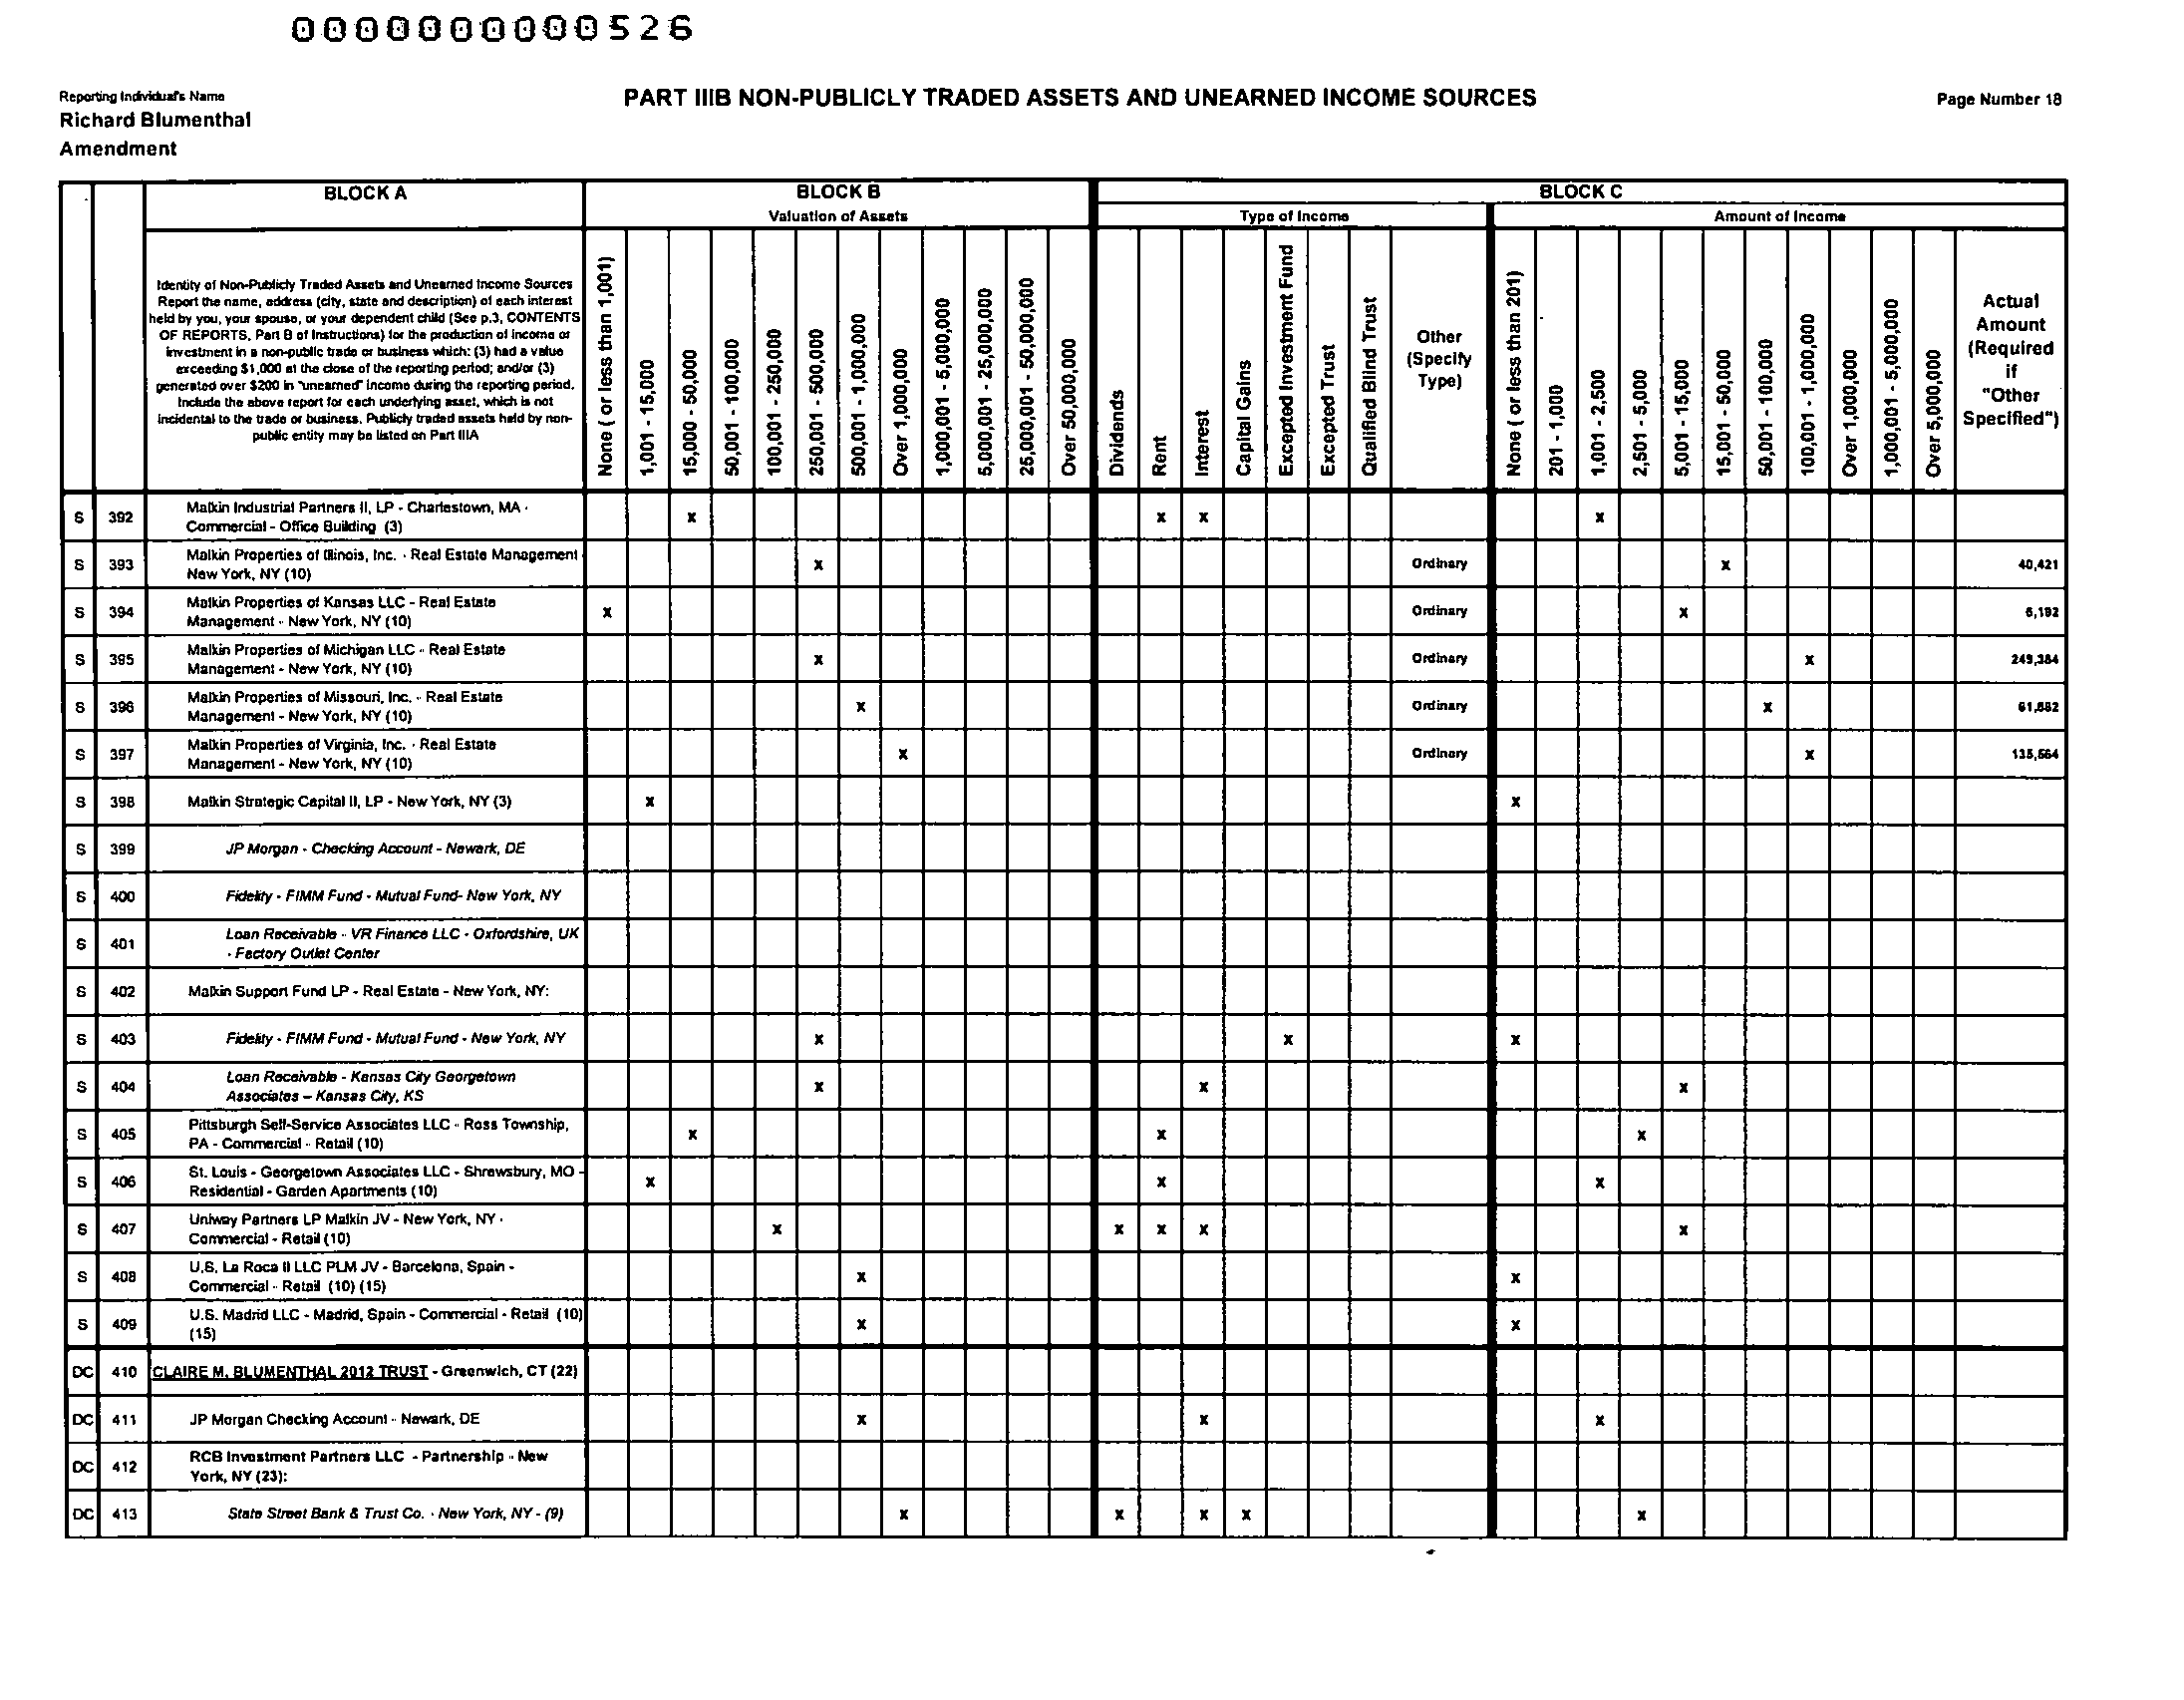 0000000000526
Reporting Individual's Name
Richard Blumenthal
Amendment
PART IIIB NON-PUBLICLY TRADED ASSETS AND UNEARNED INCOME SOURCES
Page Number 18
BLOCK A
BLOCK B
BLOCK C
Valuation of Assets
Type of Income
Amount of Income
Identity of Non-Publicly Traded Assets and Unearned Income Sources
Report the name, address (city, state and description) of each interest
held by you, your spouse, or your dependent child (See p.3, CONTENTS
OF REPORTS, Part B of Instructions) for the production of income or
investment in a non-public trade or business which: (3) had a value
exceeding $1,000 at the close of the reporting period; and/or (3)
generated over $200 in "unearned" income during the reporting period.
Include the above report for each underlying asset, which is not
incidental to the trade or business. Publicly traded assets held by non-
public entity may be listed on Part IIIA
None ( or less than 1,001)
1,001 - 15,000
15,000 - 50,000
50,001 - 100,000
100,001 - 250,000
250,001 - 500,000
500,001 - 1,000,000
Over 1,000,000
1,000,001 - 5,000,000
5,000,001 - 25,000,000
25,000,001 - 50,000,000
Over 50,000,000
Dividends
Rent
Interest
Capital Gains
Excepted Investment Fund
Excepted Trust
Qualified Blind Trust
Other
(Specify
Type)
None ( or less than 201)
201 - 1,000
1,001 - 2,500
2,501 - 5,000
5,001 - 15,000
15,001 - 50,000
50,001 - 100,000
100,001 - 1,000,000
Over 1,000,000
1,000,001 - 5,000,000
Over 5,000,000
Actual
Amount
(Required
if
"Other
Specified")
S 392 Malkin Industrial Partners II, LP - Charlestown, MA -
Commercial - Office Building (3) x x x x
S 393 Malkin Properties of Illinois, Inc. - Real Estate Management
New York, NY (10) x Ordinary x 40,421
S 394 Malkin Properties of Kansas LLC - Real Estate
Management - New York, NY (10) x Ordinary x 6,192
S 395 Malkin Properties of Michigan LLC - Real Estate
Management - New York, NY (10) x Ordinary x 249,384
S 396 Malkin Properties of Missouri, Inc. - Real Estate
Management - New York, NY (10) x Ordinary x
S 397 Malkin Properties of Virginia, Inc. - Real Estate
Management - New York, NY (10) x Ordinary x
S 398 Malkin Strategic Capital II, LP - New York, NY (3) x x
S 399 JP Morgan - Checking Account - Newark, DE
S 400 Fidelity - FIMM Fund - Mutual Fund- New York, NY
S 401 Loan Receivable - VR Finance LLC - Oxfordshire, UK
- Factory Outlet Center
S 402 Malkin Support Fund LP - Real Estate - New York, NY:
S 403 Fidelity - FIMM Fund - Mutual Fund - New York, NY x x x
S 404 Loan Receivable - Kansas City Georgetown
Associates – Kansas City, KS x x x
S 405 Pittsburgh Self-Service Associates LLC - Ross Township,
PA - Commercial - Retail (10) x x x
S 406 St. Louis - Georgetown Associates LLC - Shrewsbury, MO -
Residential - Garden Apartments (10) x x x
S 407 Uniway Partners LP Malkin JV - New York, NY -
Commercial - Retail (10) x x x x x
S 408 U.S. La Roca II LLC PLM JV - Barcelona, Spain -
Commercial - Retail (10) (15) x x
S 409 U.S. Madrid LLC - Madrid, Spain - Commercial - Retail (10)
(15) x x
DC 410 CLAIRE M. BLUMENTHAL 2012 TRUST - Greenwich, CT (22)
DC 411 JP Morgan Checking Account - Newark, DE x x x
DC 412 RCB Investment Partners LLC - Partnership - New
York, NY (23):
DC 413 State Street Bank & Trust Co. - New York, NY - (9) x x x x x